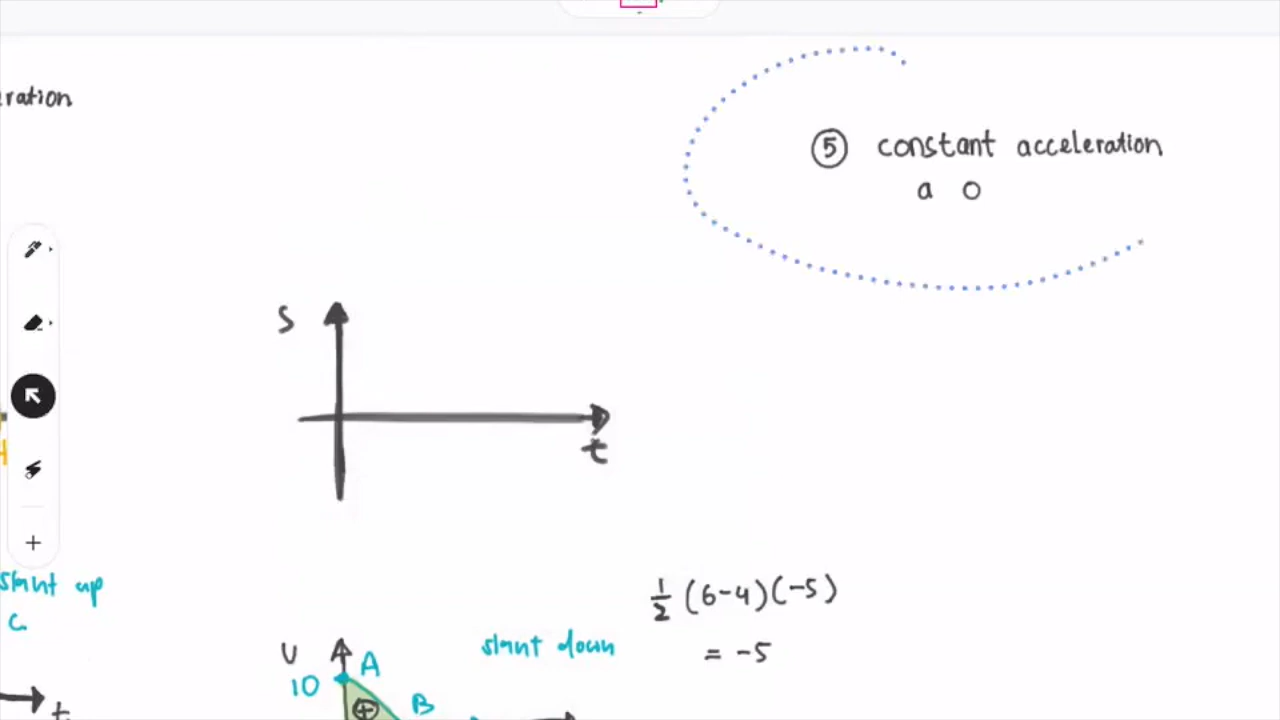 eration
⑤ constant acceleration
a 0
s
t
slant up
C
1/2 (6-4)(-5)
= -5
slant down
v
A
10
B
+
t